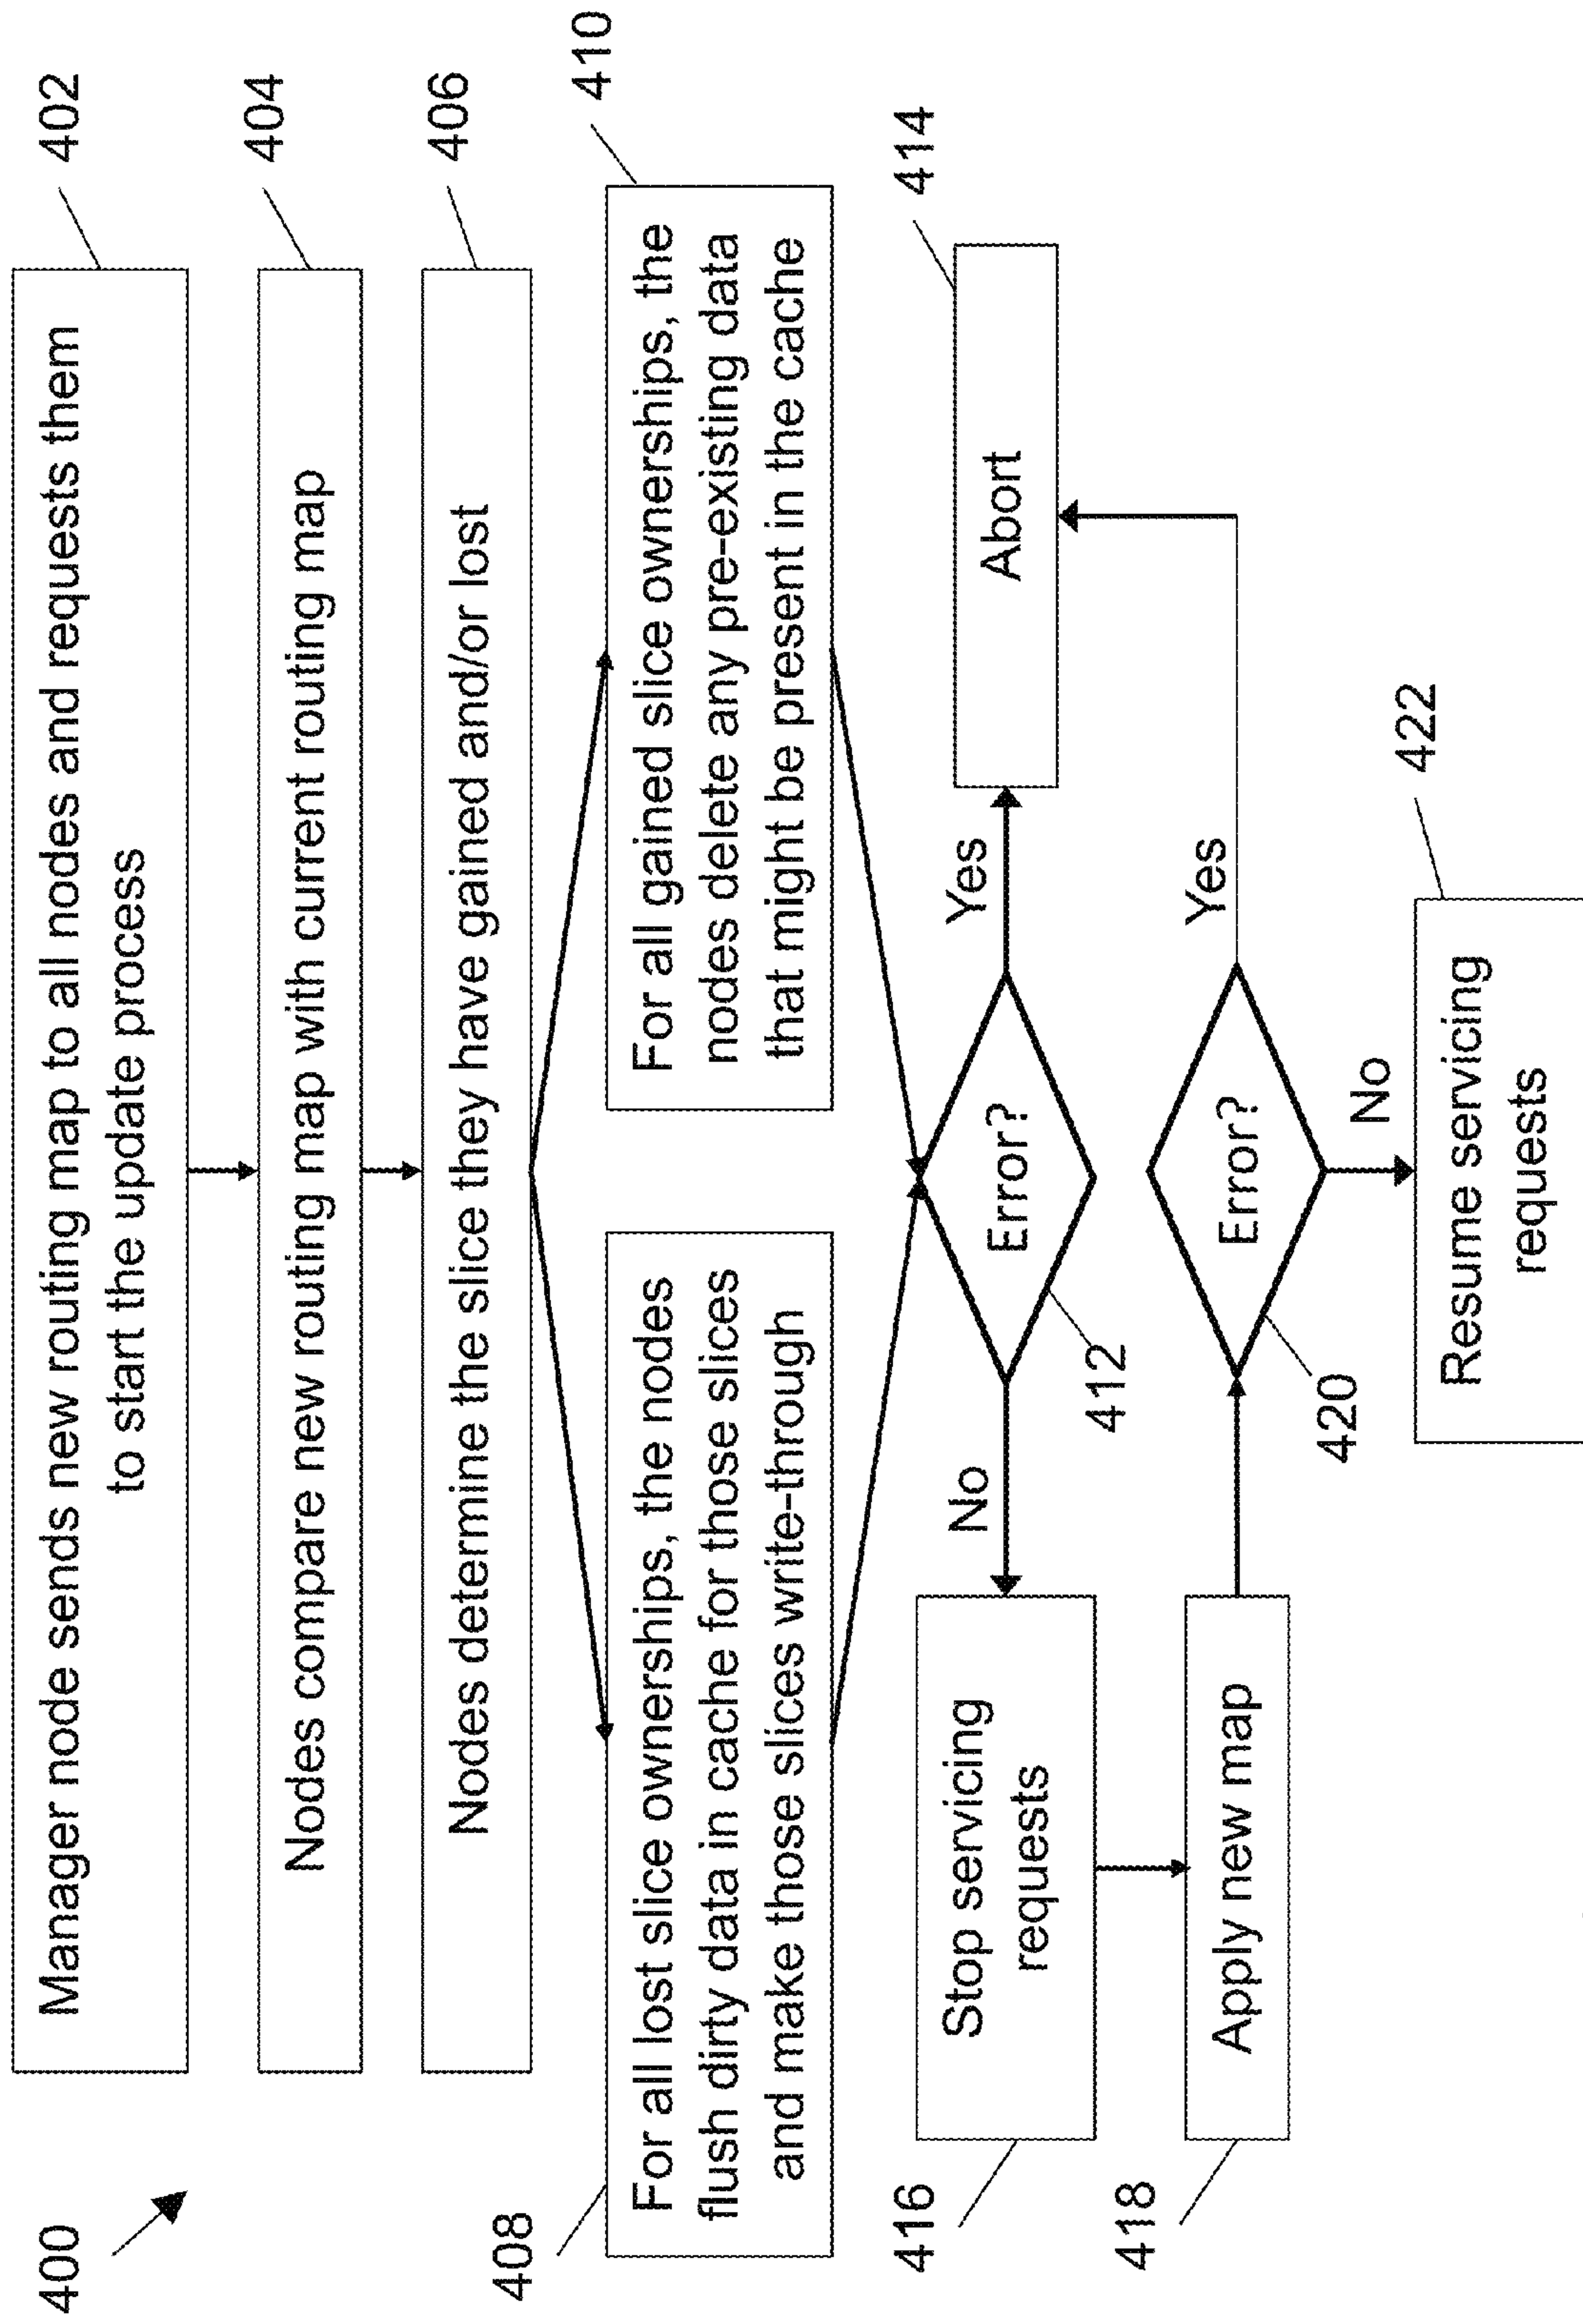 400
402
Manager node sends new routing map to all nodes and requests them
to start the update process
404
Nodes compare new routing map with current routing map
406
Nodes determine the slice they have gained and/or lost
408
For all lost slice ownerships, the nodes
flush dirty data in cache for those slices
and make those slices write-through
410
For all gained slice ownerships, the
nodes delete any pre-existing data
that might be present in the cache
Error?
412
Yes
Abort
414
No
Stop servicing
requests
416
Apply new map
418
Error?
420
Yes
No
Resume servicing
requests
422